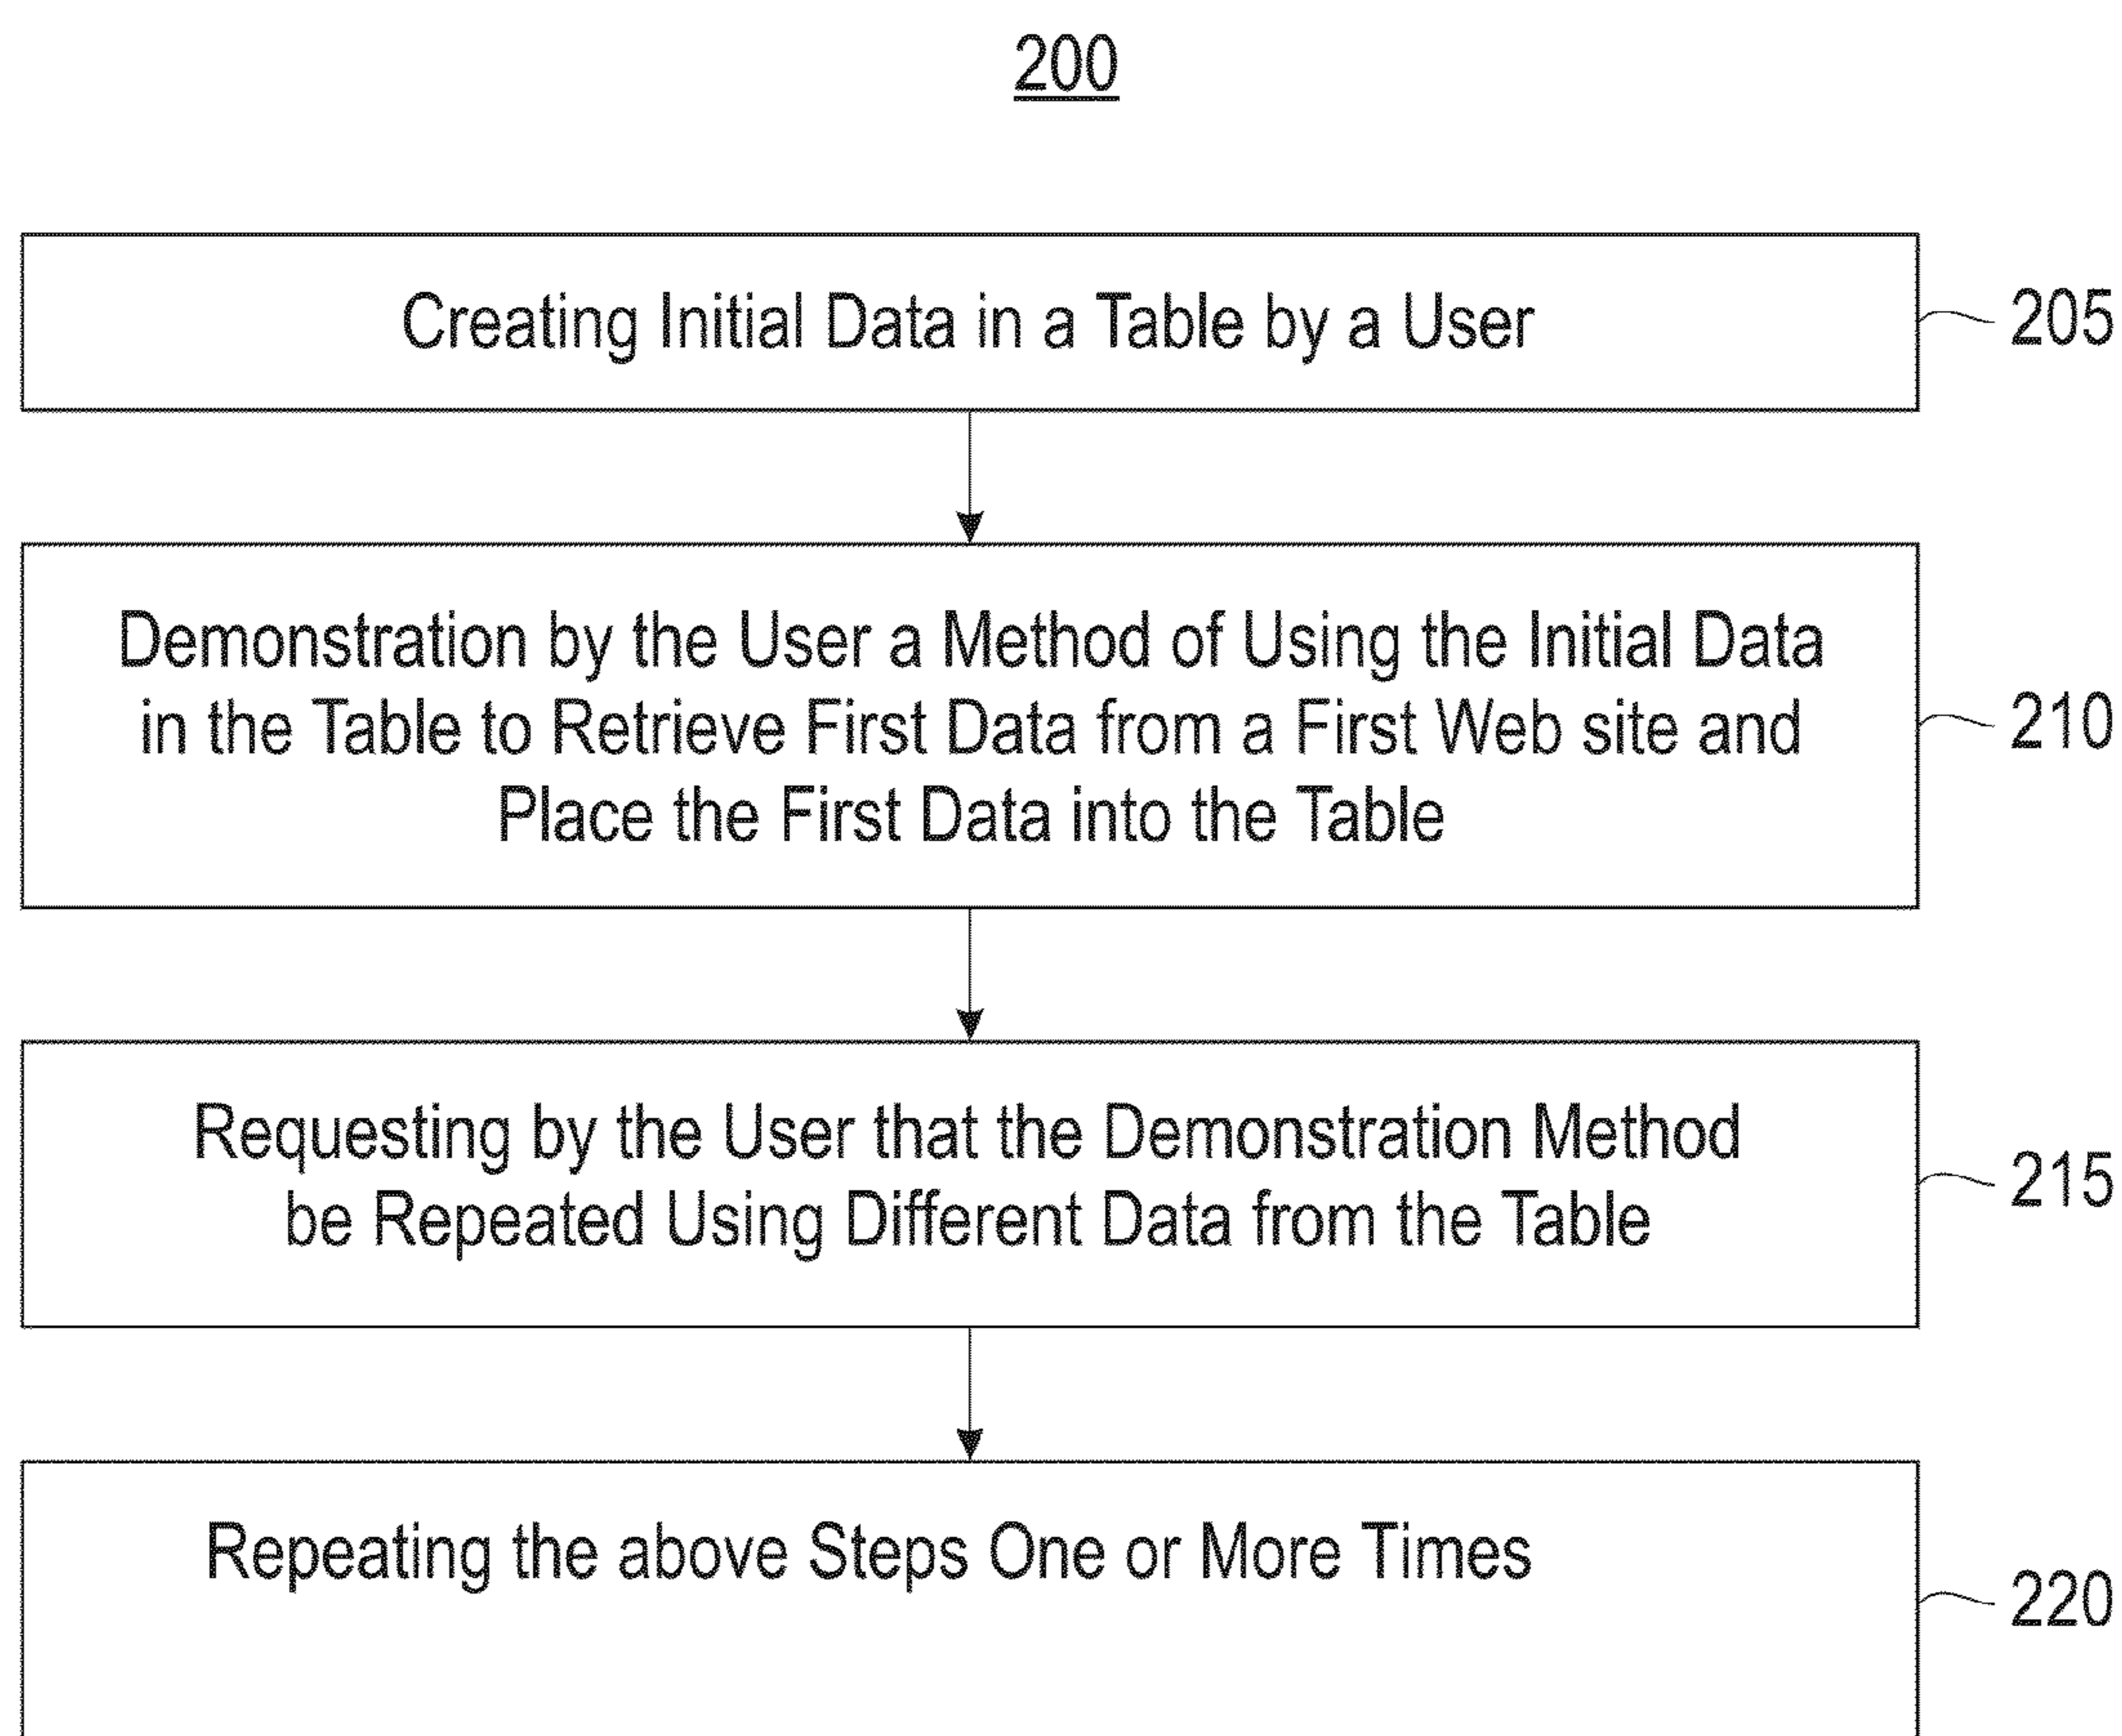 200
Creating Initial Data in a Table by a User
205
Demonstration by the User a Method of Using the Initial Data
in the Table to Retrieve First Data from a First Web site and
Place the First Data into the Table
210
Requesting by the User that the Demonstration Method
be Repeated Using Different Data from the Table
215
Repeating the above Steps One or More Times
220